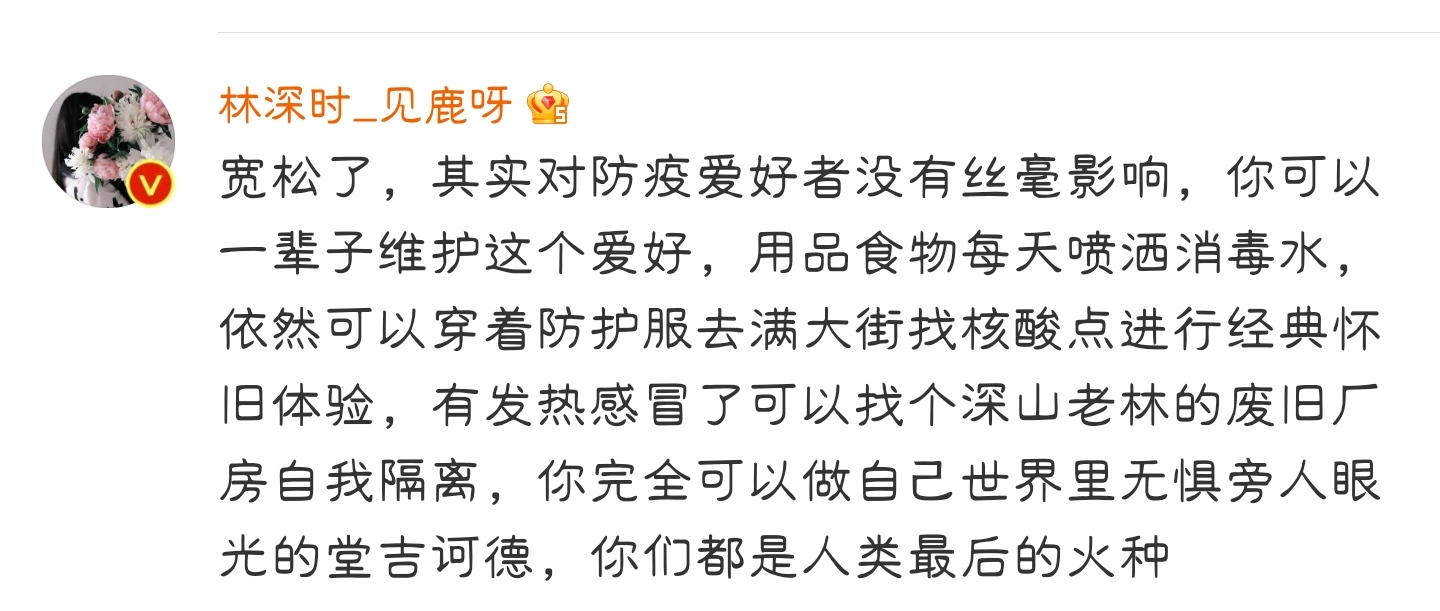 林深时_见鹿呀
宽松了，其实对防疫爱好者没有丝毫影响，你可以
一辈子维护这个爱好，用品食物每天喷洒消毒水，
依然可以穿着防护服去满大街找核酸点进行经典怀
旧体验，有发热感冒了可以找个深山老林的废旧厂
房自我隔离，你完全可以做自己世界里无惧旁人眼
光的堂吉诃德，你们都是人类最后的火种